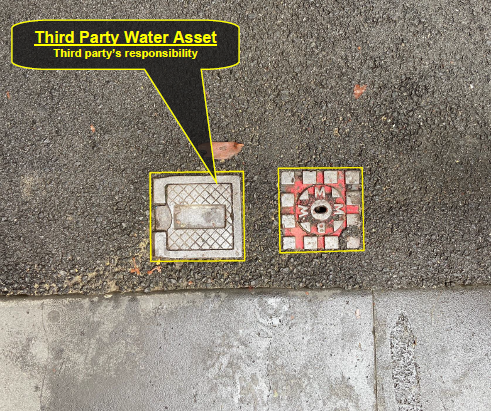 Third Party Water Asset
Third party's responsibility
M
W M
B